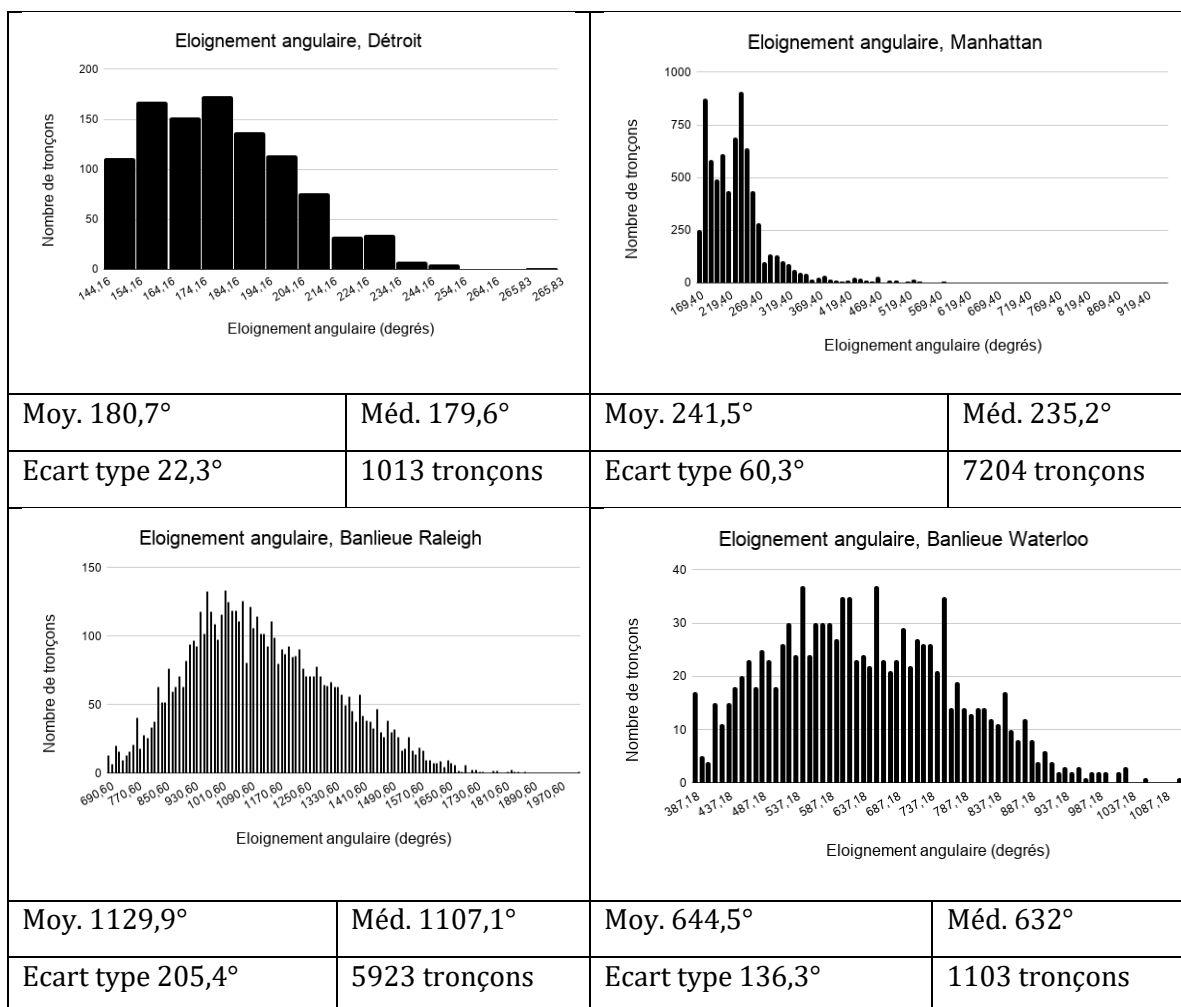 Eloignement angulaire, Détroit
Nombre de tronçons
200
150
100
50
0
144,16 154,16 164,16 174,16 184,16 194,16 204,16 214,16 224,16 234,16 244,16 254,16 264,16 265,83 265,83
Eloignement angulaire (degrés)
Eloignement angulaire, Manhattan
Nombre de tronçons
1000
750
500
250
0
169,40 219,40 269,40 319,40 369,40 419,40 469,40 519,40 569,40 619,40 669,40 719,40 769,40 819,40 869,40 919,40
Eloignement angulaire (degrés)
Moy. 180,7° Méd. 179,6° Moy. 241,5° Méd. 235,2°
Ecart type 22,3° 1013 tronçons Ecart type 60,3° 7204 tronçons
Eloignement angulaire, Banlieue Raleigh
Nombre de tronçons
150
100
50
0
690,60 770,60 850,60 930,60 1010,60 1090,60 1170,60 1250,60 1330,60 1410,60 1490,60 1570,60 1650,60 1730,60 1810,60 1890,60 1970,60
Eloignement angulaire (degrés)
Eloignement angulaire, Banlieue Waterloo
Nombre de tronçons
40
30
20
10
0
387,18 437,18 487,18 537,18 587,18 637,18 687,18 737,18 787,18 837,18 887,18 937,18 987,18 1037,18 1087,18
Eloignement angulaire (degrés)
Moy. 1129,9° Méd. 1107,1° Moy. 644,5° Méd. 632°
Ecart type 205,4° 5923 tronçons Ecart type 136,3° 1103 tronçons